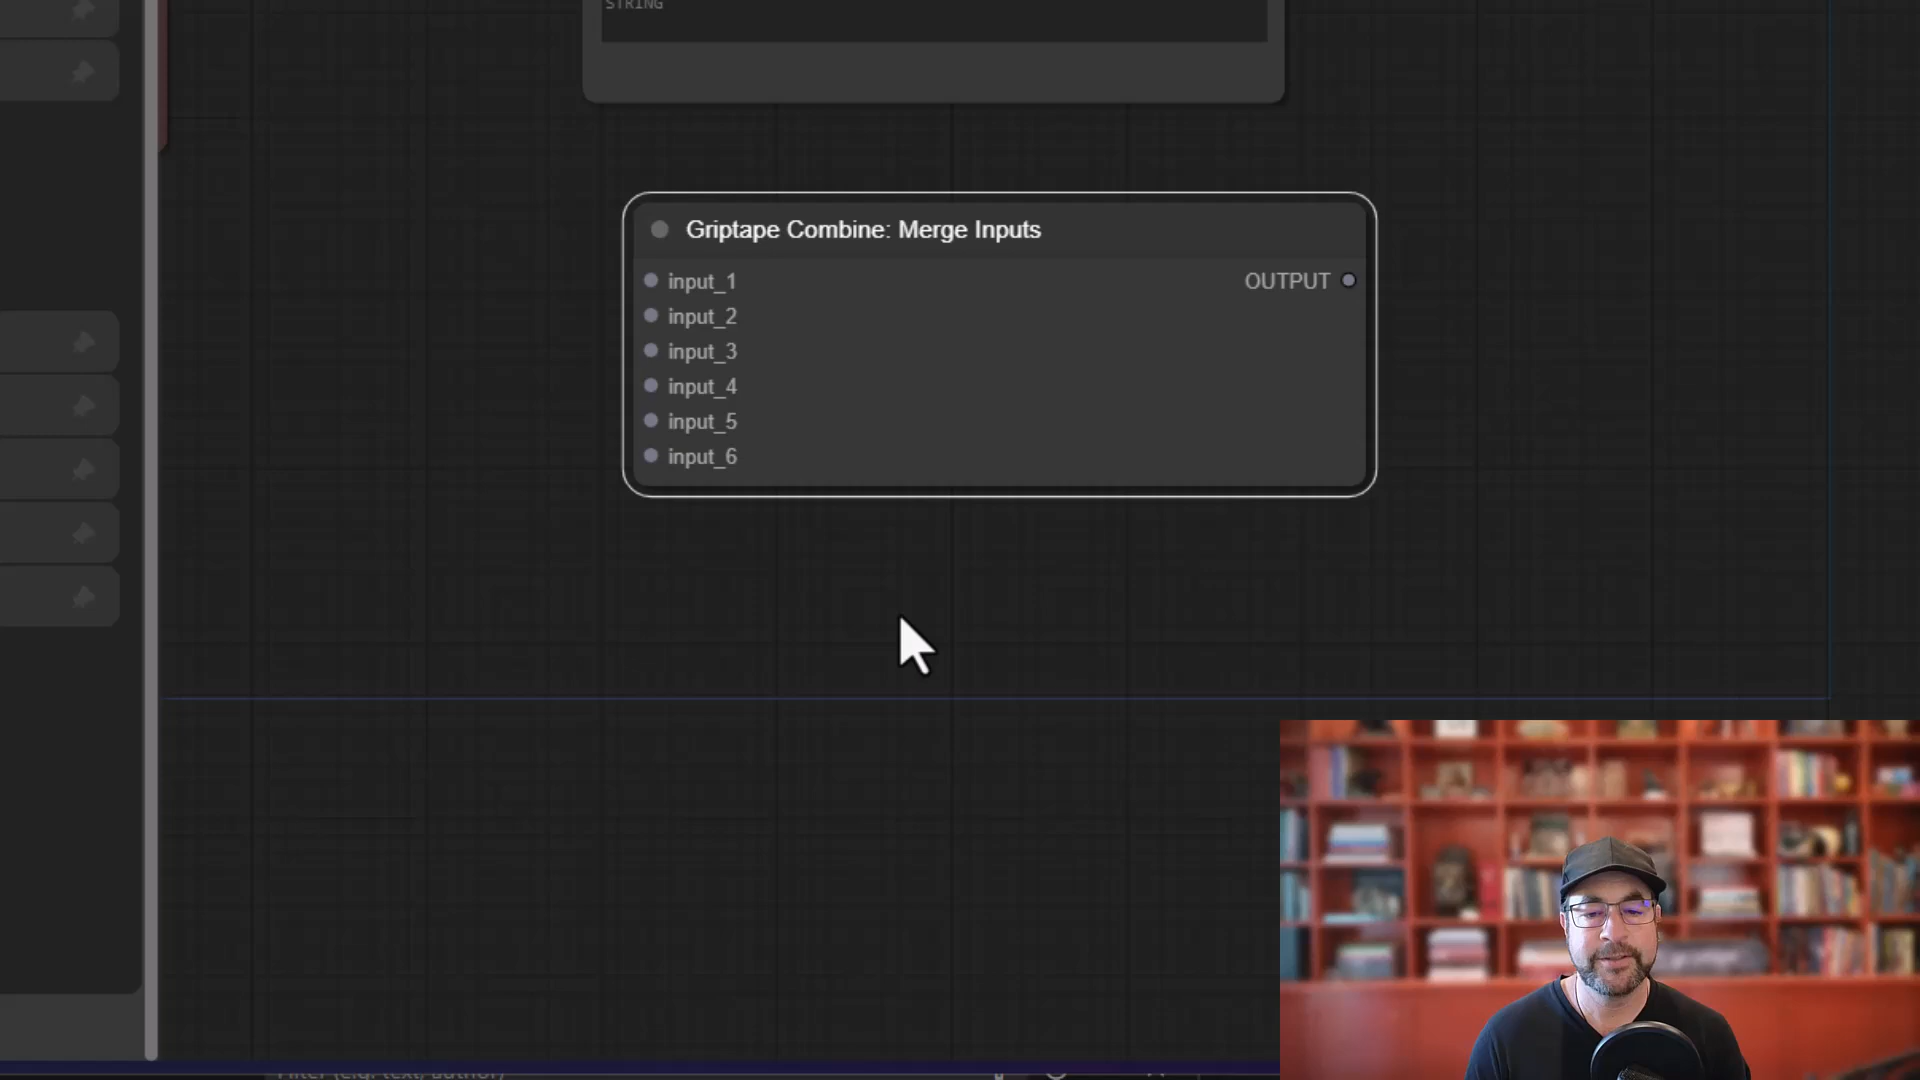 STRING
Griptape Combine: Merge Inputs
input_1
OUTPUT
input_2
input_3
input_4
input_5
input_6